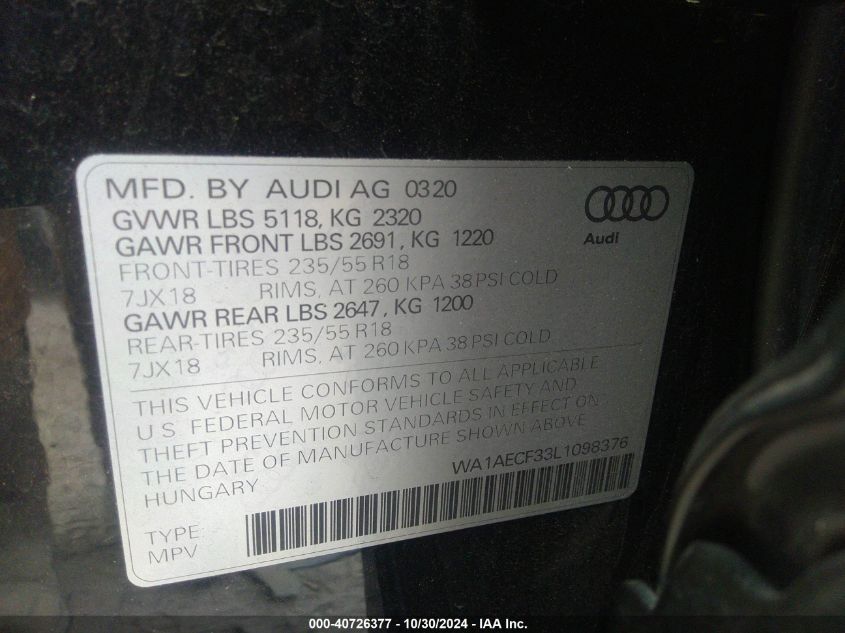 MFD. BY AUDI AG 0320
GVWR LBS 5118, KG 2320
GAWR FRONT LBS 2691, KG 1220
FRONT-TIRES 235/55 R18
7JX18 RIMS, AT 260 KPA 38 PSI COLD
GAWR REAR LBS 2647, KG 1200
REAR-TIRES 235/55 R18
7JX18 RIMS, AT 260 KPA 38 PSI COLD
Audi
THIS VEHICLE CONFORMS TO ALL APPLICABLE
U S FEDERAL MOTOR VEHICLE SAFETY AND
THEFT PREVENTION STANDARDS IN EFFECT ON
THE DATE OF MANUFACTURE SHOWN ABOVE
HUNGARY
WA1AECF33L1098376
TYPE:
MPV
000-40726377 - 10/30/2024 - IAA Inc.